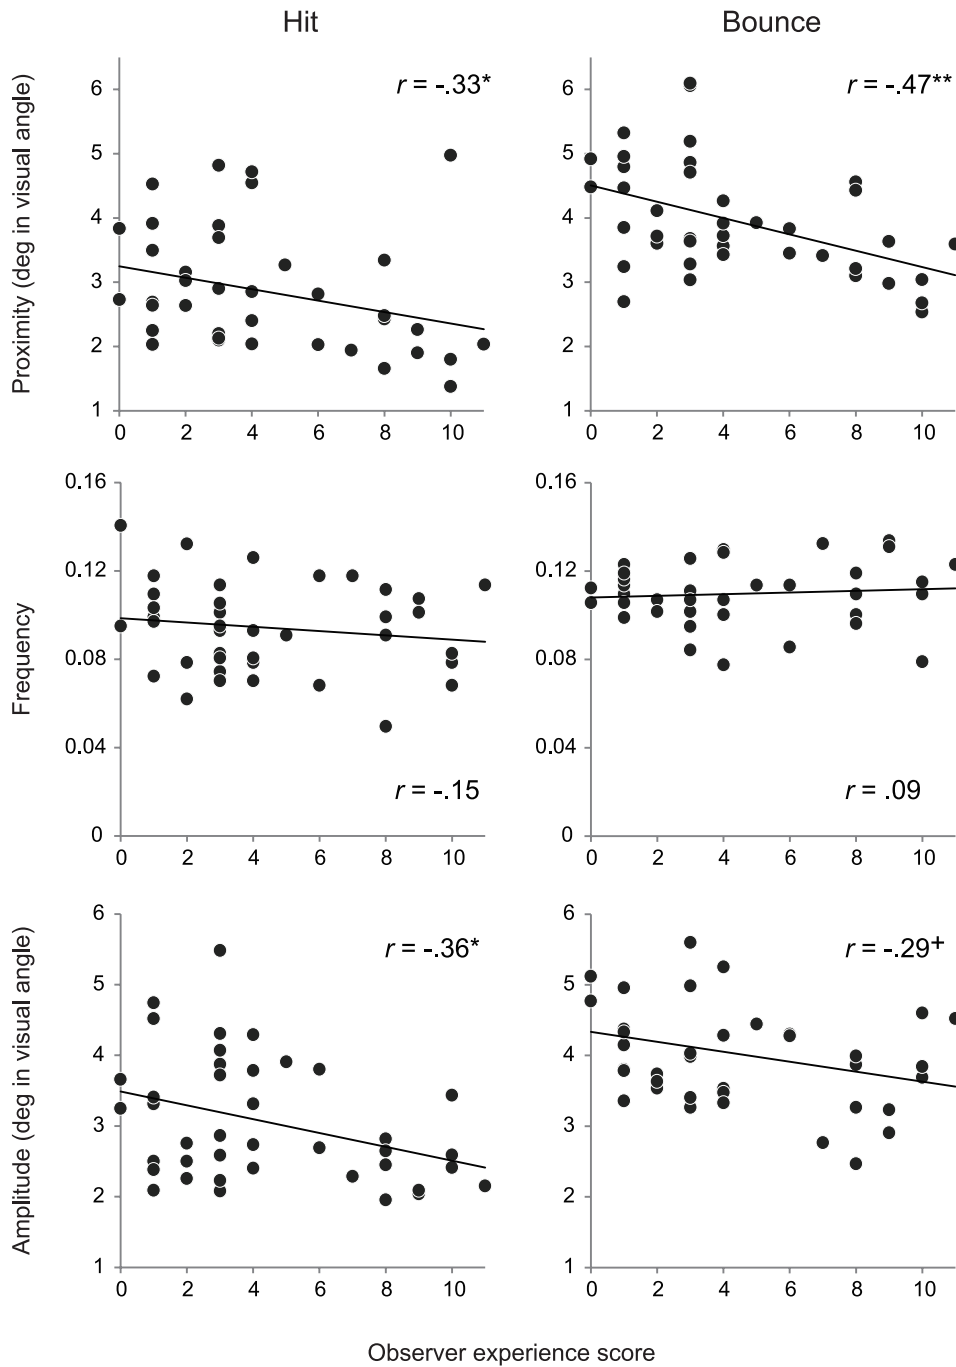 Hit
Bounce
Proximity (deg in visual angle)
6
5
4
3
2
1
r = -.33*
0 2 4 6 8 10
6
5
4
3
2
1
r = -.47**
0 2 4 6 8 10
Frequency
0.16
0.12
0.08
0.04
0
r = -.15
0 2 4 6 8 10
0.16
0.12
0.08
0.04
0
r = .09
0 2 4 6 8 10
Amplitude (deg in visual angle)
6
5
4
3
2
1
r = -.36*
0 2 4 6 8 10
6
5
4
3
2
1
r = -.29+
0 2 4 6 8 10
Observer experience score